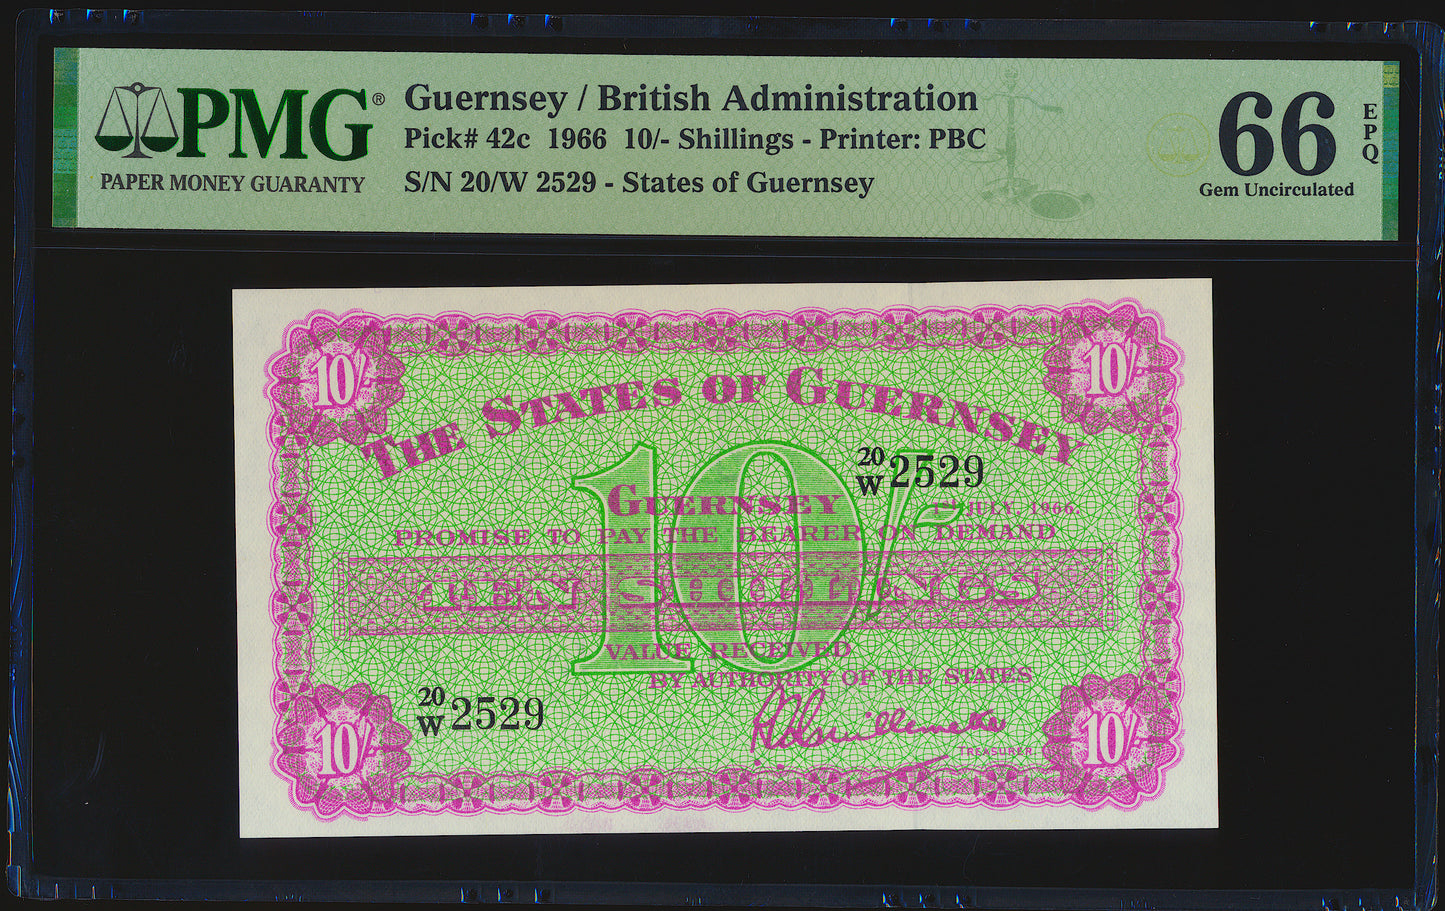 PMG®
PAPER MONEY GUARANTY
Guernsey / British Administration
Pick# 42c 1966 10/- Shillings - Printer: PBC
S/N 20/W 2529 - States of Guernsey
66
EPQ
Gem Uncirculated
10/-
10/-
THE STATES OF GUERNSEY
20/W 2529
10/-
GUERNSEY
1st JULY, 1966.
PROMISE TO PAY THE BEARER ON DEMAND
TEN SHILLINGS
VALUE RECEIVED
BY AUTHORITY OF THE STATES
20/W 2529
TREASURER.
10/-
10/-